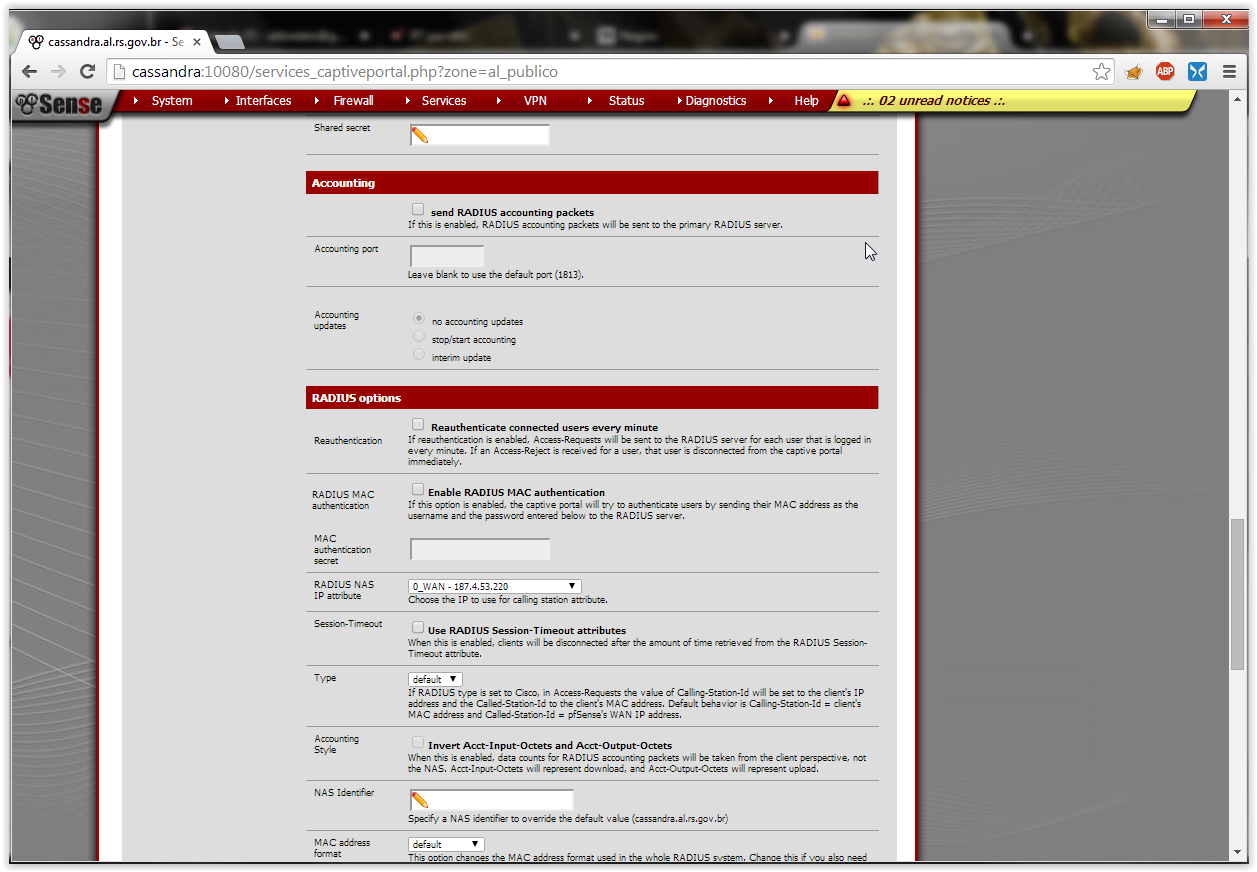 cassandra.al.rs.gov.br - Se
cassandra:10080/services_captiveportal.php?zone=al_publico
ABP
Sense
System
Interfaces
Firewall
Services
VPN
Status
Diagnostics
Help
.:. 02 unread notices .:.
Shared secret
Accounting
send RADIUS accounting packets
If this is enabled, RADIUS accounting packets will be sent to the primary RADIUS server.
Accounting port
Leave blank to use the default port (1813).
Accounting
updates
no accounting updates
stop/start accounting
interim update
RADIUS options
Reauthentication
Reauthenticate connected users every minute
If reauthentication is enabled, Access-Requests will be sent to the RADIUS server for each user that is logged in
every minute. If an Access-Reject is received for a user, that user is disconnected from the captive portal
immediately.
RADIUS MAC
authentication
Enable RADIUS MAC authentication
If this option is enabled, the captive portal will try to authenticate users by sending their MAC address as the
username and the password entered below to the RADIUS server.
MAC
authentication
secret
RADIUS NAS
IP attribute
0_WAN - 187.4.53.220
Choose the IP to use for calling station attribute.
Session-Timeout
Use RADIUS Session-Timeout attributes
When this is enabled, clients will be disconnected after the amount of time retrieved from the RADIUS Session-
Timeout attribute.
Type
default
If RADIUS type is set to Cisco, in Access-Requests the value of Calling-Station-Id will be set to the client's IP
address and the Called-Station-Id to the client's MAC address. Default behavior is Calling-Station-Id = client's
MAC address and Called-Station-Id = pfSense's WAN IP address.
Accounting
Style
Invert Acct-Input-Octets and Acct-Output-Octets
When this is enabled, data counts for RADIUS accounting packets will be taken from the client perspective, not
the NAS. Acct-Input-Octets will represent download, and Acct-Output-Octets will represent upload.
NAS Identifier
Specify a NAS identifier to override the default value (cassandra.al.rs.gov.br)
MAC address
format
default
This option changes the MAC address format used in the whole RADIUS system. Change this if you also need